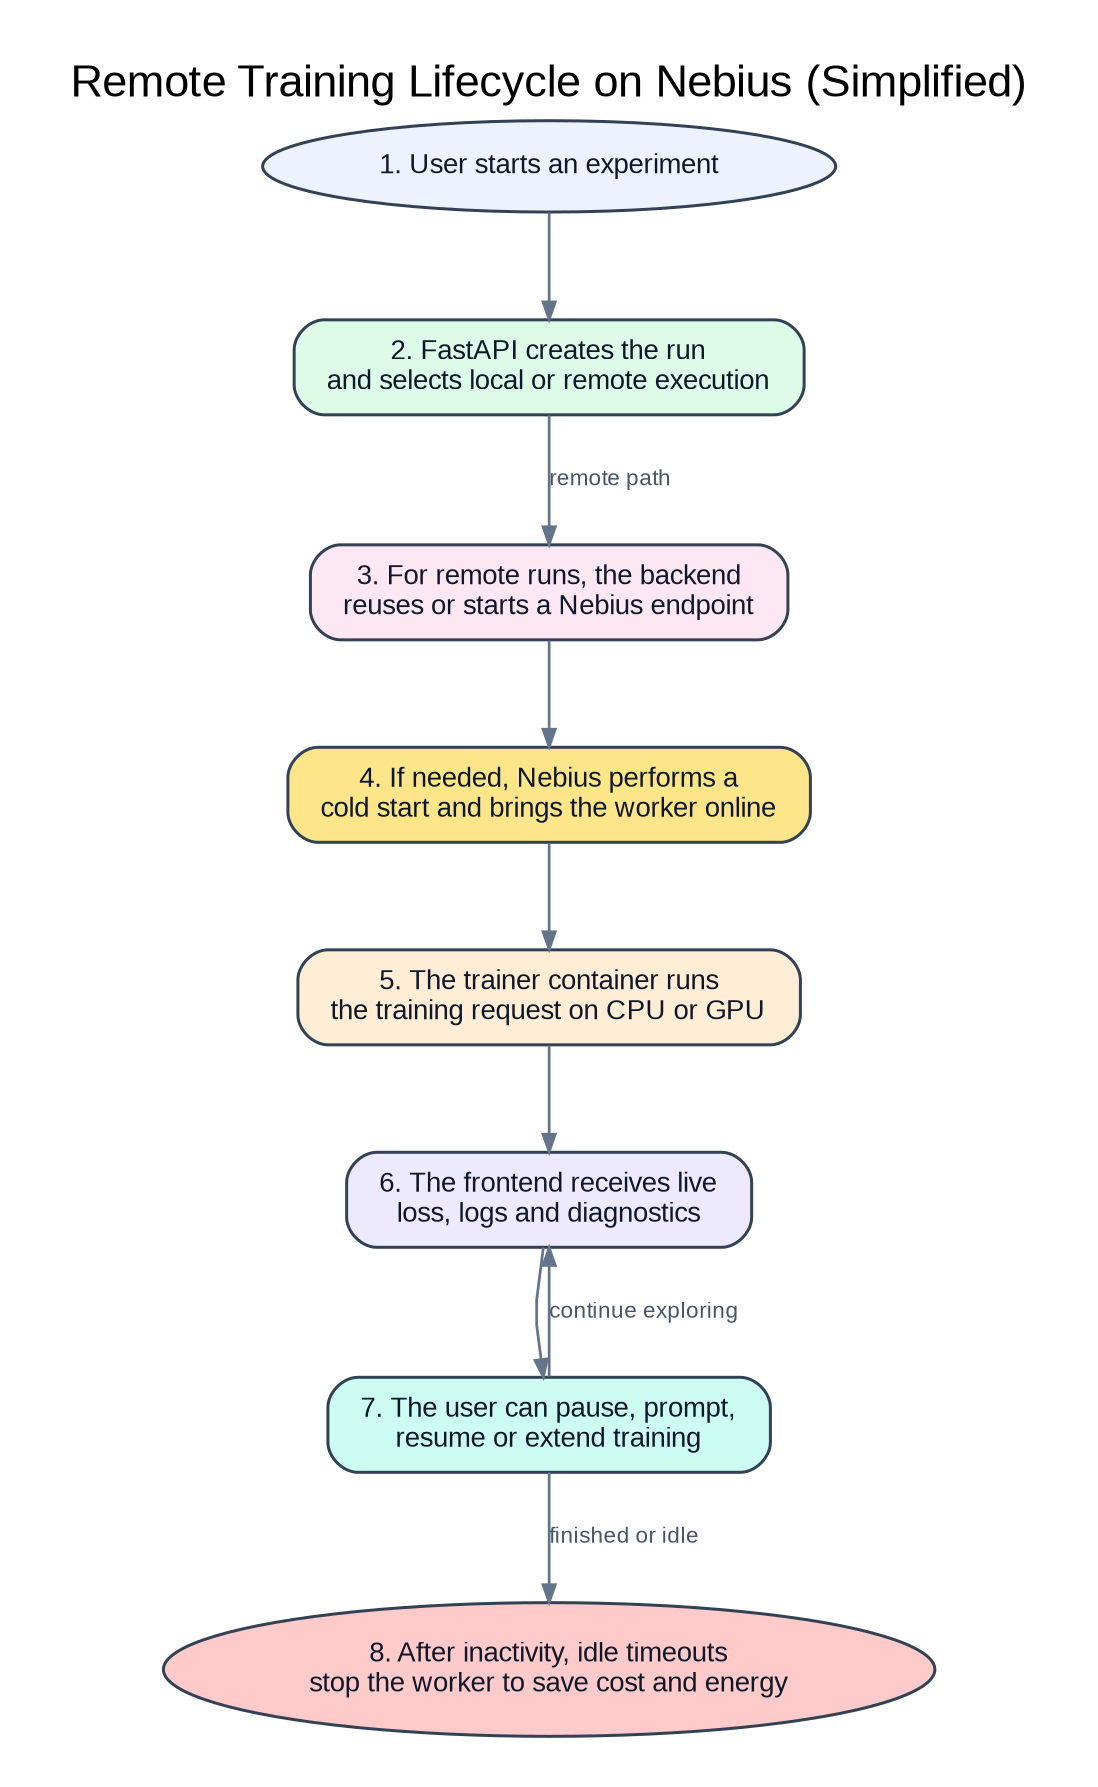 Remote Training Lifecycle on Nebius (Simplified)
1. User starts an experiment
2. FastAPI creates the run
and selects local or remote execution
remote path
3. For remote runs, the backend
reuses or starts a Nebius endpoint
4. If needed, Nebius performs a
cold start and brings the worker online
5. The trainer container runs
the training request on CPU or GPU
6. The frontend receives live
loss, logs and diagnostics
continue exploring
7. The user can pause, prompt,
resume or extend training
finished or idle
8. After inactivity, idle timeouts
stop the worker to save cost and energy